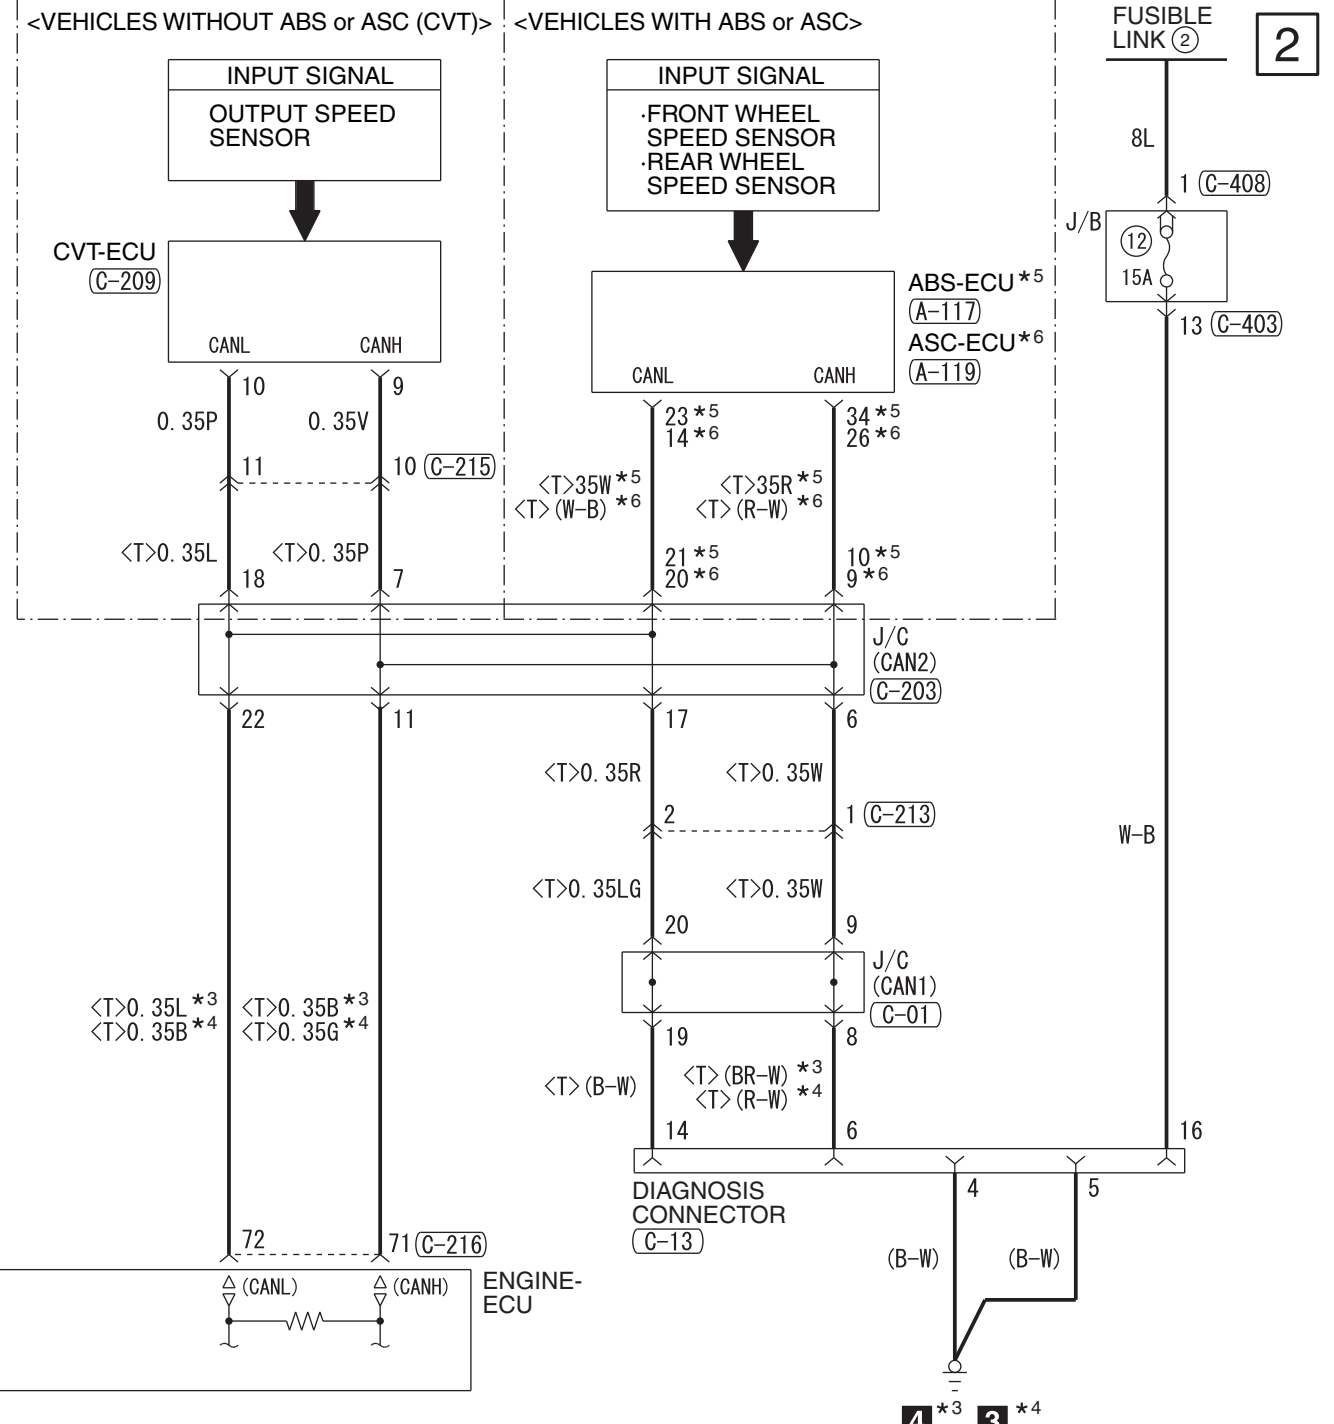 <VEHICLES WITHOUT ABS or ASC (CVT)>
<VEHICLES WITH ABS or ASC>
FUSIBLE
LINK ②
2
INPUT SIGNAL
OUTPUT SPEED
SENSOR
INPUT SIGNAL
·FRONT WHEEL
SPEED SENSOR
·REAR WHEEL
SPEED SENSOR
8L
1 C-408
J/B
⑫
15A
13 C-403
CVT-ECU
C-209
CANL
CANH
ABS-ECU*5
A-117
ASC-ECU*6
A-119
CANL
CANH
10
9
0.35P
0.35V
11
10 C-215
<T>0.35L
<T>0.35P
18
7
23*5
14*6
34*5
26*6
<T>35W*5
<T>(W-B)*6
<T>35R*5
<T>(R-W)*6
21*5
20*6
10*5
9*6
J/C
(CAN2)
C-203
22
11
17
6
<T>0.35R
<T>0.35W
2
1 C-213
W-B
<T>0.35LG
<T>0.35W
20
9
J/C
(CAN1)
C-01
<T>0.35L*3
<T>0.35B*4
<T>0.35B*3
<T>0.35G*4
19
8
<T>(B-W)
<T>(BR-W)*3
<T>(R-W)*4
14
6
16
DIAGNOSIS
CONNECTOR
C-13
4
5
(B-W)
(B-W)
72
71 C-216
(CANL)
(CANH)
ENGINE-
ECU
4*3
3*4